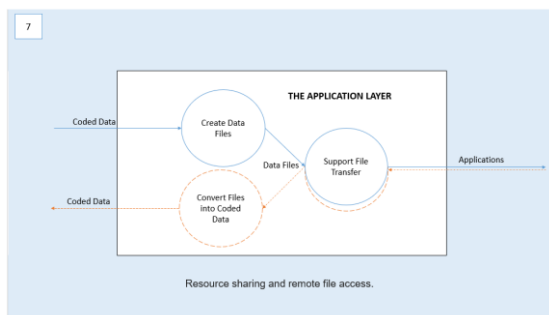 7
THE APPLICATION LAYER
Coded Data
Create Data
Files
Data Files
Support File
Transfer
Applications
Coded Data
Convert Files
into Coded
Data
Resource sharing and remote file access.